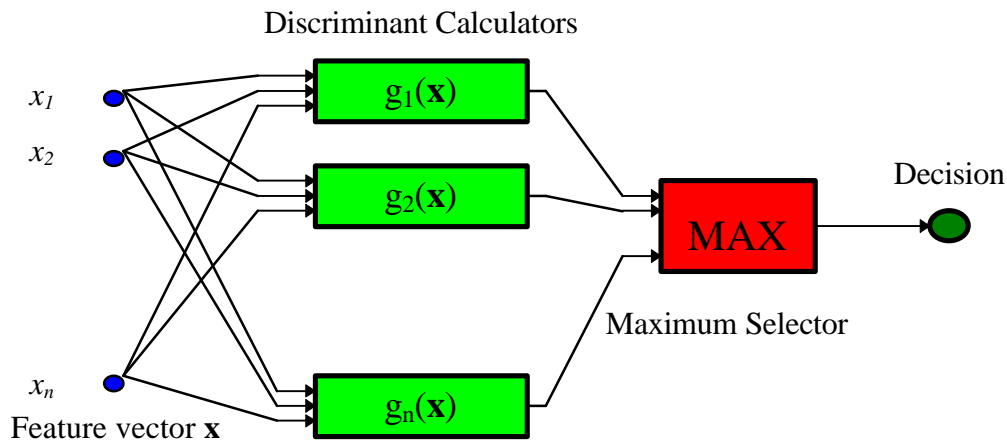 Discriminant Calculators
x₁
x₂
xₙ
Feature vector x
g₁(x)
g₂(x)
gₙ(x)
MAX
Maximum Selector
Decision